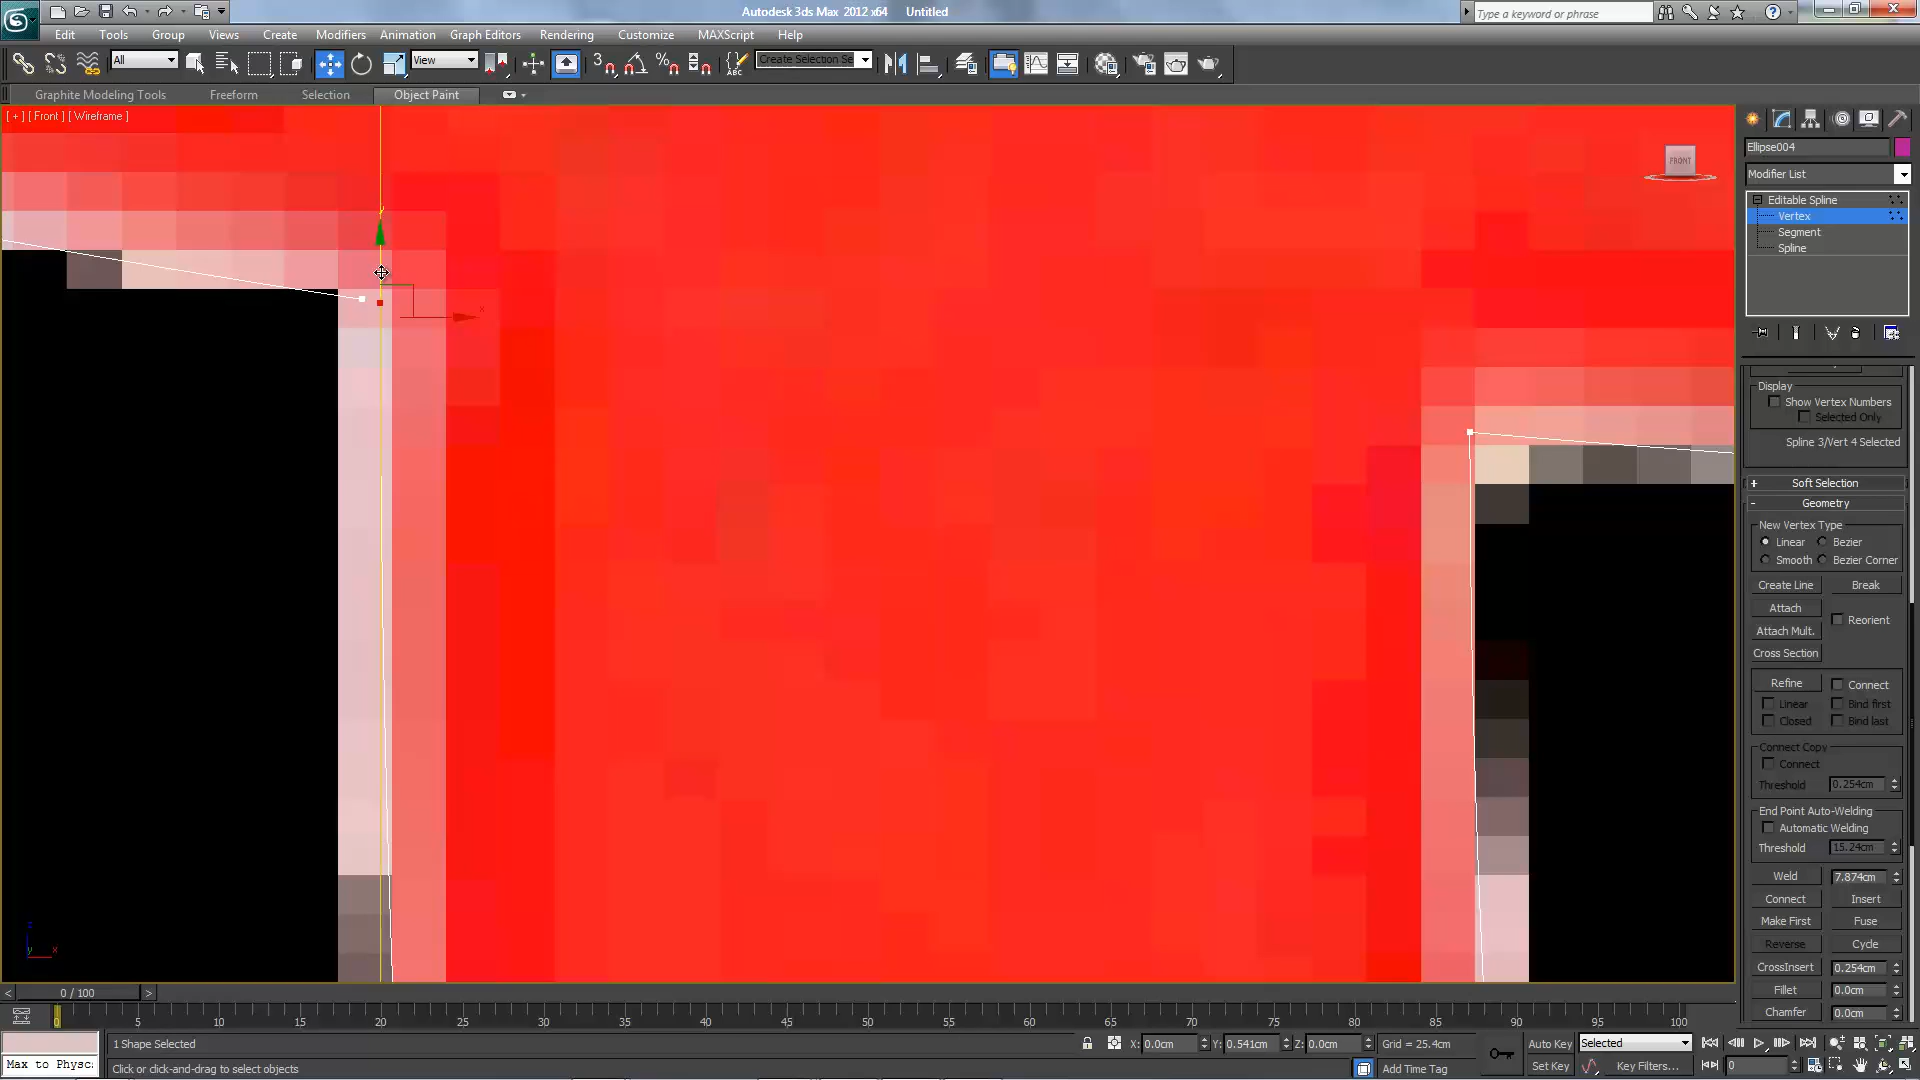 Autodesk 3ds Max 2012 x64 Untitled
Type a keyword or phrase
Edit Tools Group Views Create Modifiers Animation Graph Editors Rendering Customize MAXScript Help
All
View
Create Selection Se
Graphite Modeling Tools Freeform Selection Object Paint
[ + ] [ Front ] [ Wireframe ]
FRONT
Ellipse004
Modifier List
Editable Spline
Vertex
Segment
Spline
Display
Show Vertex Numbers
Selected Only
Spline 3/Vert 4 Selected
+ Soft Selection
- Geometry
New Vertex Type
Linear Bezier
Smooth Bezier Corner
Create Line Break
Attach
Reorient
Attach Mult.
Cross Section
Refine Connect
Linear Bind first
Closed Bind last
Connect Copy
Connect
Threshold 0.254cm
End Point Auto-Welding
Automatic Welding
Threshold 15.24cm
Weld 7.874cm
Connect Insert
Make First Fuse
Reverse Cycle
CrossInsert 0.254cm
Fillet 0.0cm
Chamfer 0.0cm
x
z
y x
< 0 / 100 >
5 10 15 20 25 30 35 40 45 50 55 60 65 70 75 80 85 90 95 100
1 Shape Selected
X: 0.0cm Y: 0.541cm Z: 0.0cm
Grid = 25.4cm
Auto Key Selected
Max to Physc:
Click or click-and-drag to select objects
Add Time Tag
Set Key Key Filters...
0